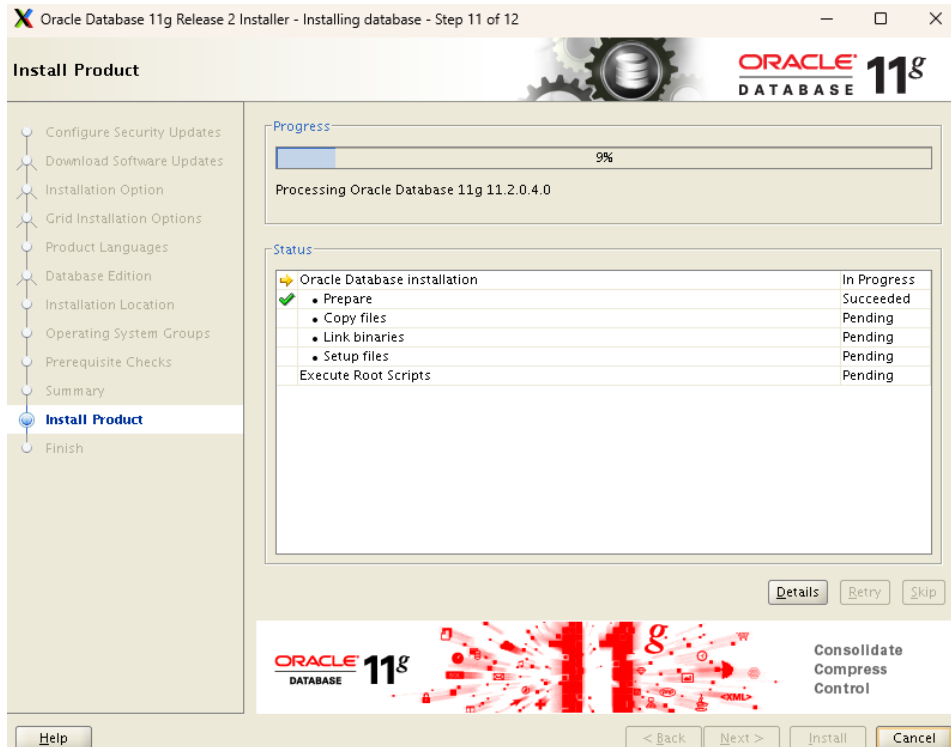 Oracle Database 11g Release 2 Installer - Installing database - Step 11 of 12
Install Product
ORACLE DATABASE 11g
Configure Security Updates
Download Software Updates
Installation Option
Grid Installation Options
Product Languages
Database Edition
Installation Location
Operating System Groups
Prerequisite Checks
Summary
Install Product
Finish
Progress
9%
Processing Oracle Database 11g 11.2.0.4.0
Status
Oracle Database installation In Progress
• Prepare Succeeded
• Copy files Pending
• Link binaries Pending
• Setup files Pending
Execute Root Scripts Pending
Details Retry Skip
ORACLE DATABASE 11g
11g
<XML>
Consolidate
Compress
Control
Help < Back Next > Install Cancel